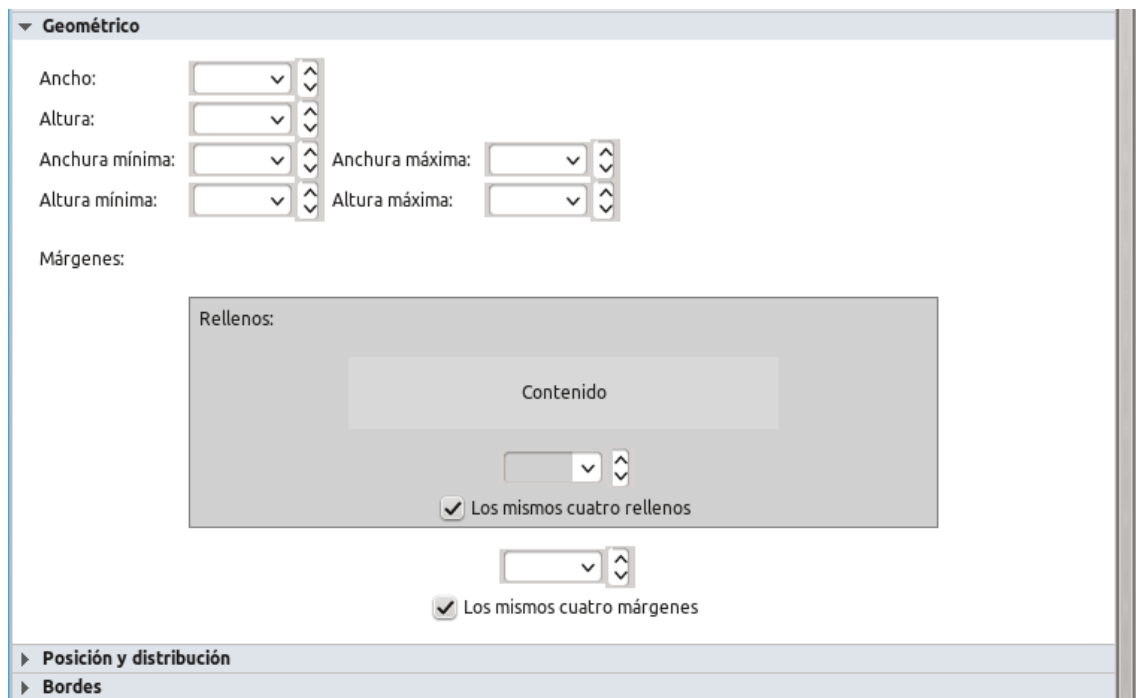 Geométrico
Ancho:
Altura:
Anchura mínima: Anchura máxima:
Altura mínima: Altura máxima:
Márgenes:
Rellenos:
Contenido
Los mismos cuatro rellenos
Los mismos cuatro márgenes
Posición y distribución
Bordes